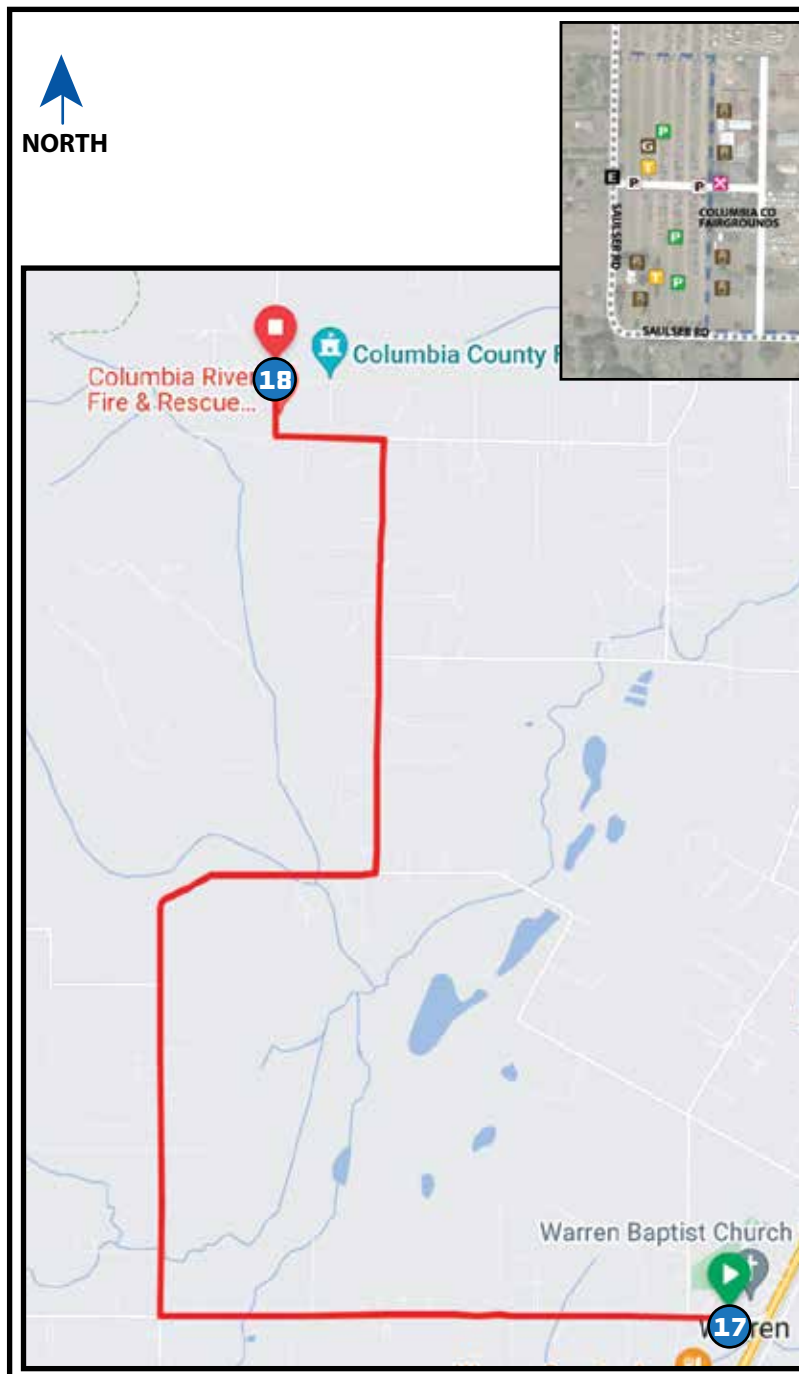 NORTH
P
G
T
E
P
P
X
COLUMBIA CO
FAIRGROUNDS
SAULSER RD
P
T
P
SAULSER RD
Columbia County F
Columbia River
Fire & Rescue...
18
Warren Baptist Church
17